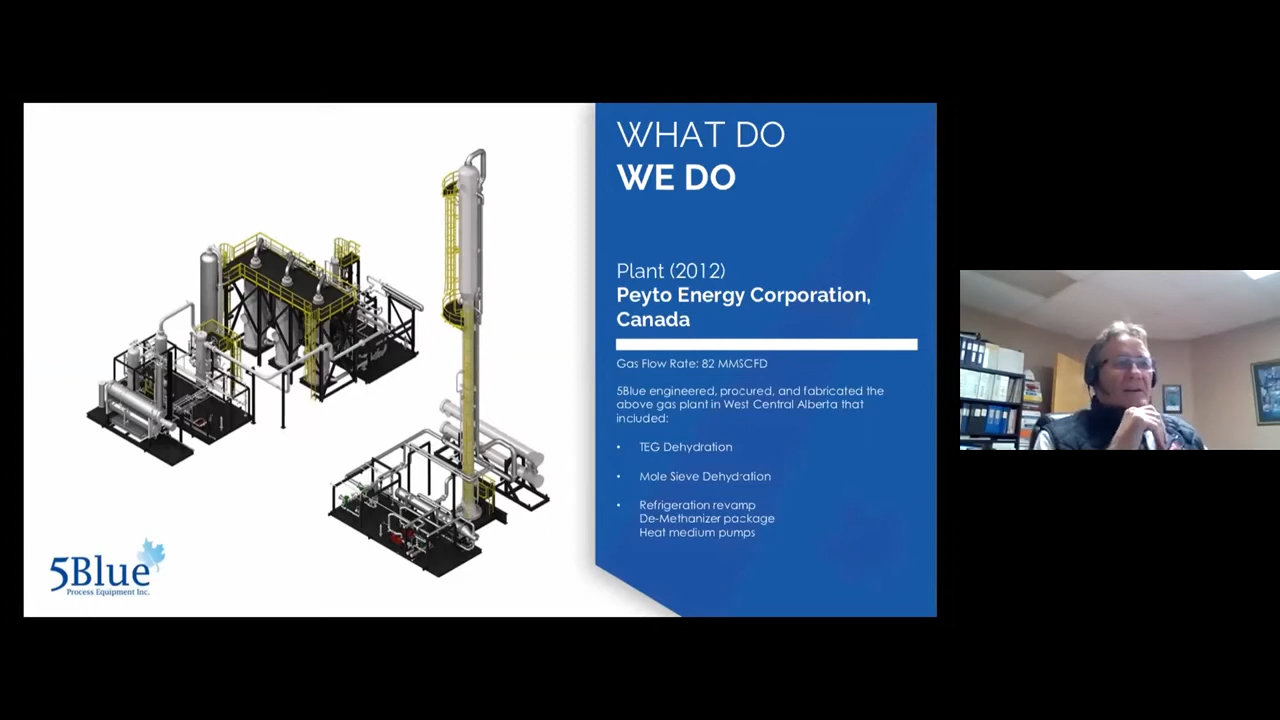 WHAT DO
WE DO
Plant (2012)
Peyto Energy Corporation,
Canada
Gas Flow Rate: 82 MMSCFD
5Blue engineered, procured, and fabricated the
above gas plant in West Central Alberta that
included:
• TEG Dehydration
• Mole Sieve Dehydration
• Refrigeration revamp
De-Methanizer package
Heat medium pumps
5Blue
Process Equipment Inc.